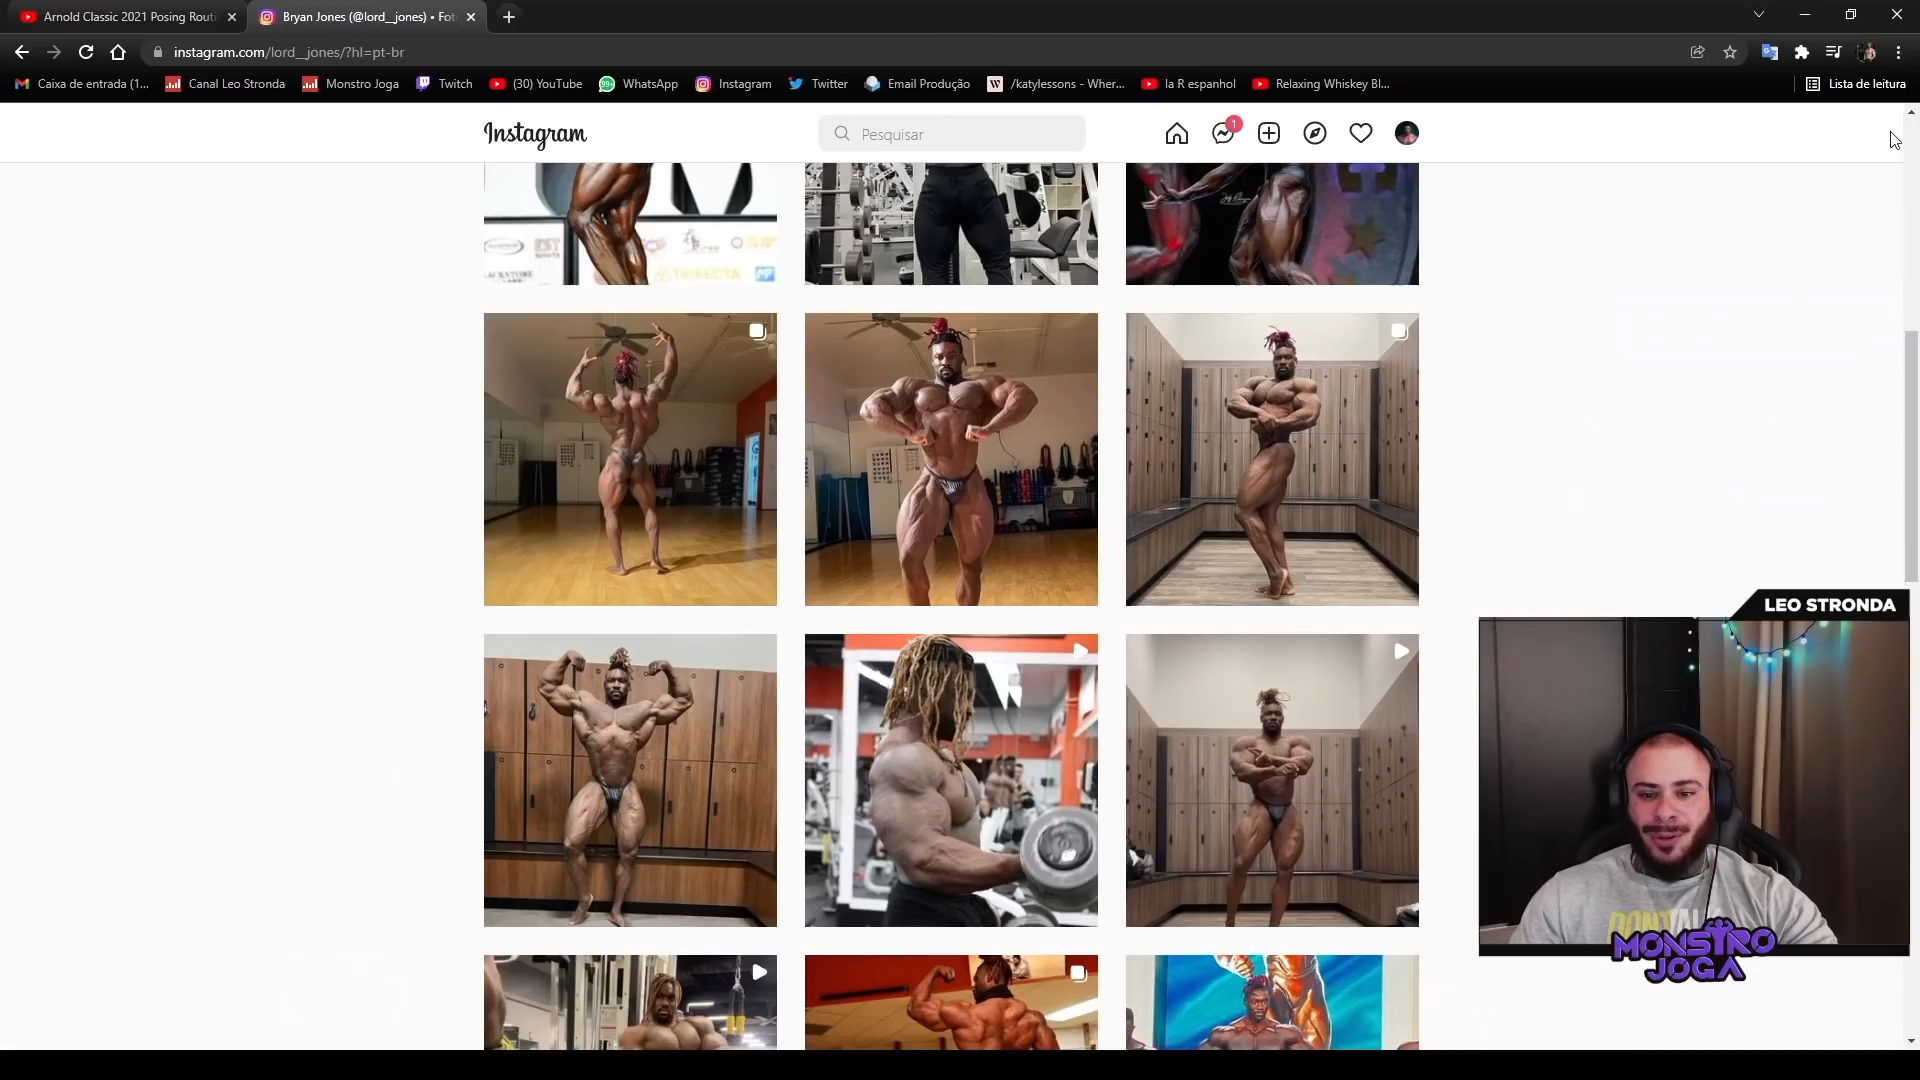 Arnold Classic 2021 Posing Routi
Bryan Jones (@lord__jones) • Fot
instagram.com/lord__jones/?hl=pt-br
Caixa de entrada (1...
Canal Leo Stronda
Monstro Joga
Twitch
(30) YouTube
99+
WhatsApp
Instagram
Twitter
Email Produção
W
/katylessons - Wher...
la R espanhol
Relaxing Whiskey Bl...
Lista de leitura
Instagram
Pesquisar
1
TRIFECTA
LEO STRONDA
MONSTRO
JOGA